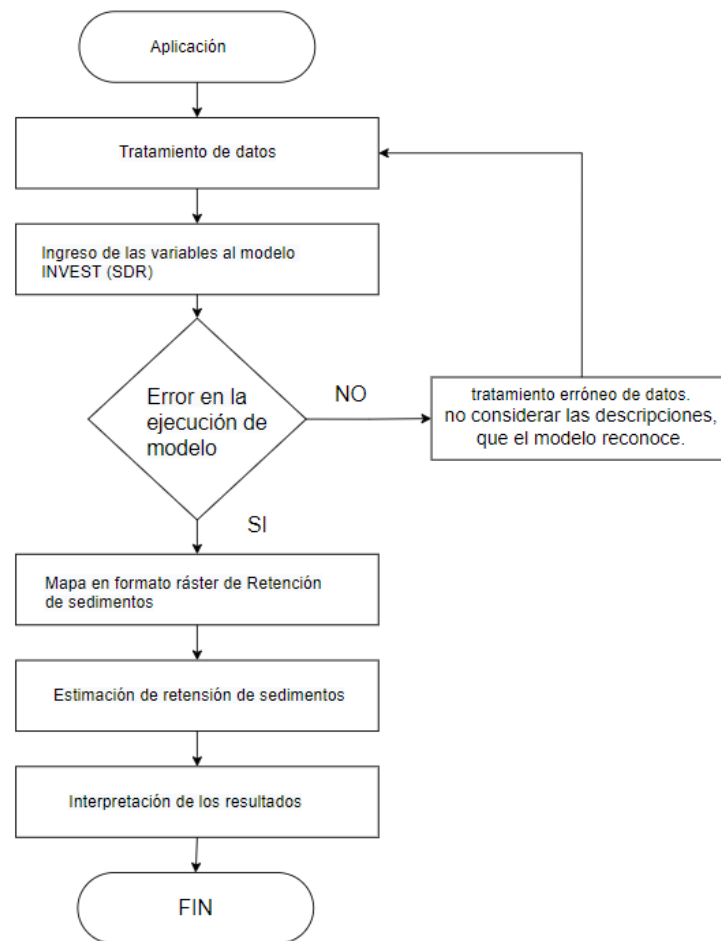 Aplicación
Tratamiento de datos
Ingreso de las variables al modelo
INVEST (SDR)
Error en la
ejecución de
modelo
NO
tratamiento erróneo de datos.
no considerar las descripciones,
que el modelo reconoce.
SI
Mapa en formato ráster de Retención
de sedimentos
Estimación de retensión de sedimentos
Interpretación de los resultados
FIN